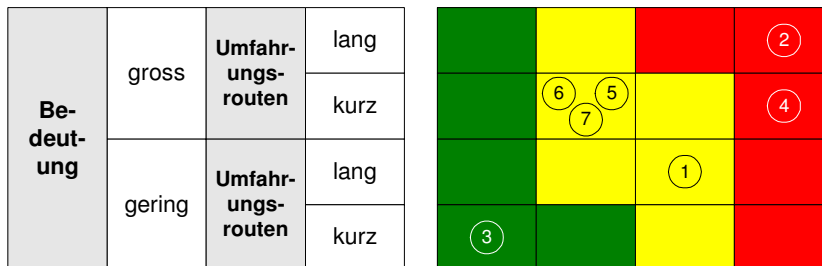 Be-
deut-
ung
gross
Umfahr-
ungs-
routen
lang
kurz
gering
Umfahr-
ungs-
routen
lang
kurz
2
6 5
7
4
1
3